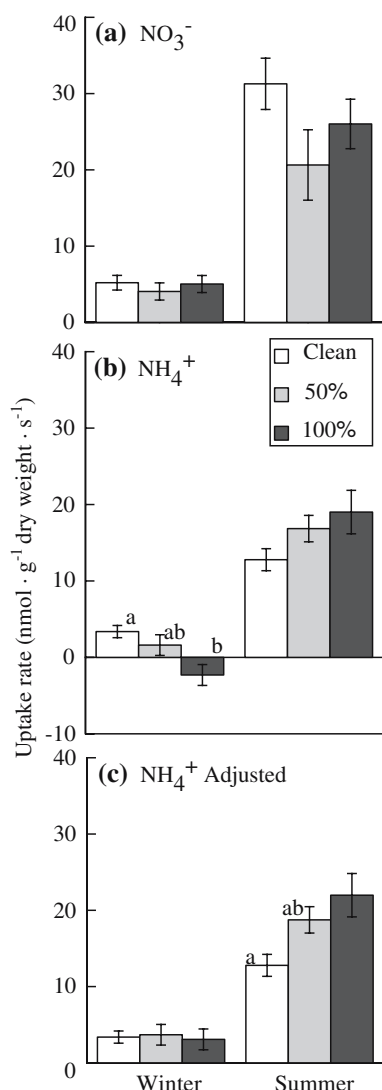 (a) NO₃⁻
40
30
20
10
0
(b) NH₄⁺
Clean
50%
100%
40
30
20
10
0
-10
a
ab
b
(c) NH₄⁺ Adjusted
40
30
20
10
0
a
ab
Winter Summer
Uptake rate (nmol · g⁻¹ dry weight · s⁻¹)